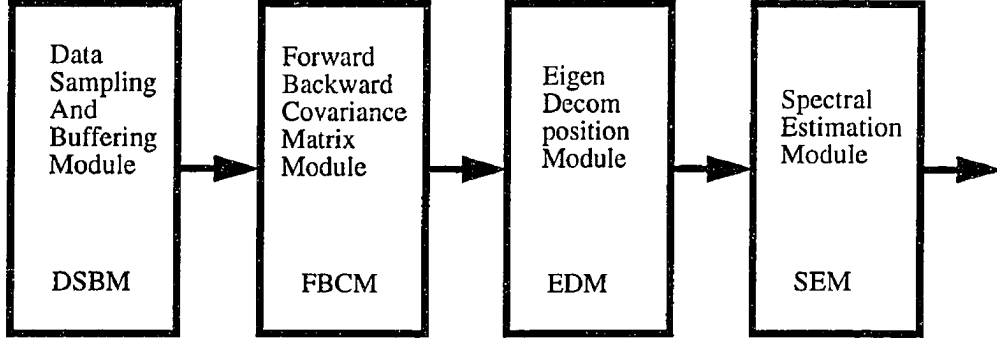 Data
Sampling
And
Buffering
Module
DSBM
Forward
Backward
Covariance
Matrix
Module
FBCM
Eigen
Decom
position
Module
EDM
Spectral
Estimation
Module
SEM